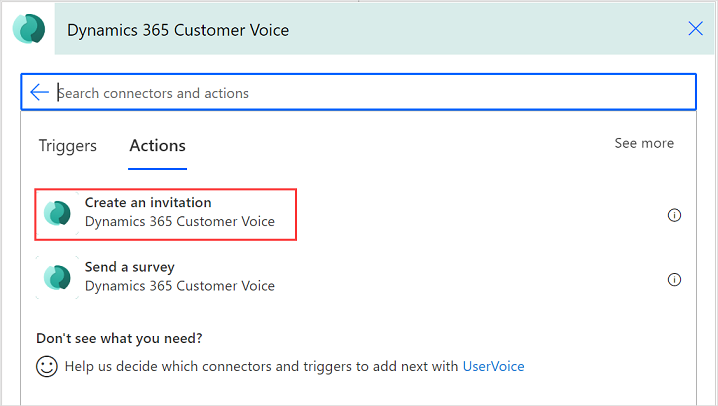 Dynamics 365 Customer Voice
Search connectors and actions
Triggers Actions See more
Create an invitation
Dynamics 365 Customer Voice
Send a survey
Dynamics 365 Customer Voice
Don't see what you need?
Help us decide which connectors and triggers to add next with UserVoice